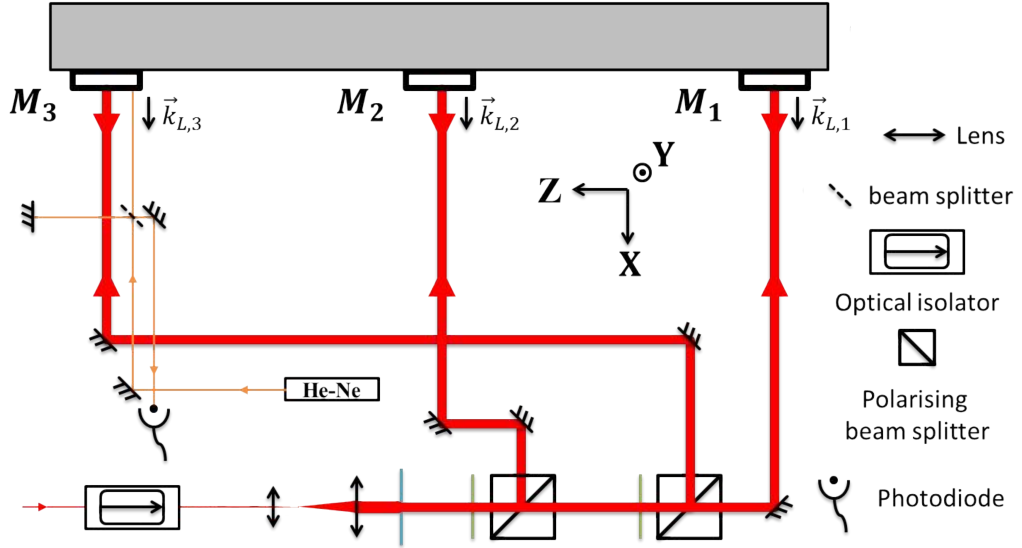 M₃
k⃗_{L,3}
M₂
k⃗_{L,2}
M₁
k⃗_{L,1}
Y
Z
X
Lens
beam splitter
Optical isolator
Polarising
beam splitter
Photodiode
He-Ne